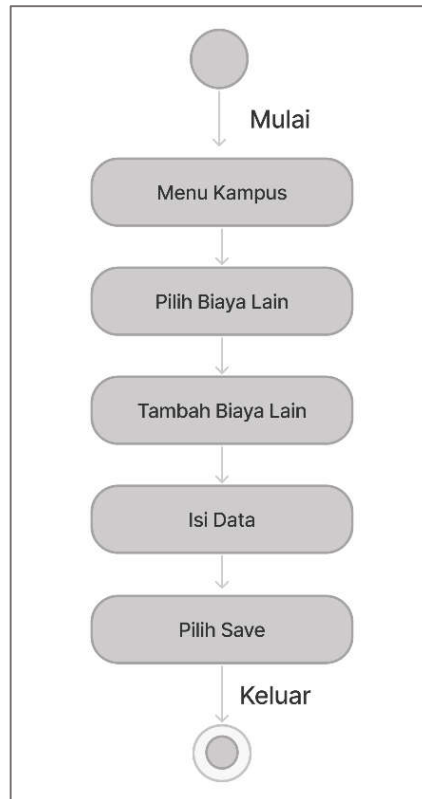 Mulai
Menu Kampus
Pilih Biaya Lain
Tambah Biaya Lain
Isi Data
Pilih Save
Keluar